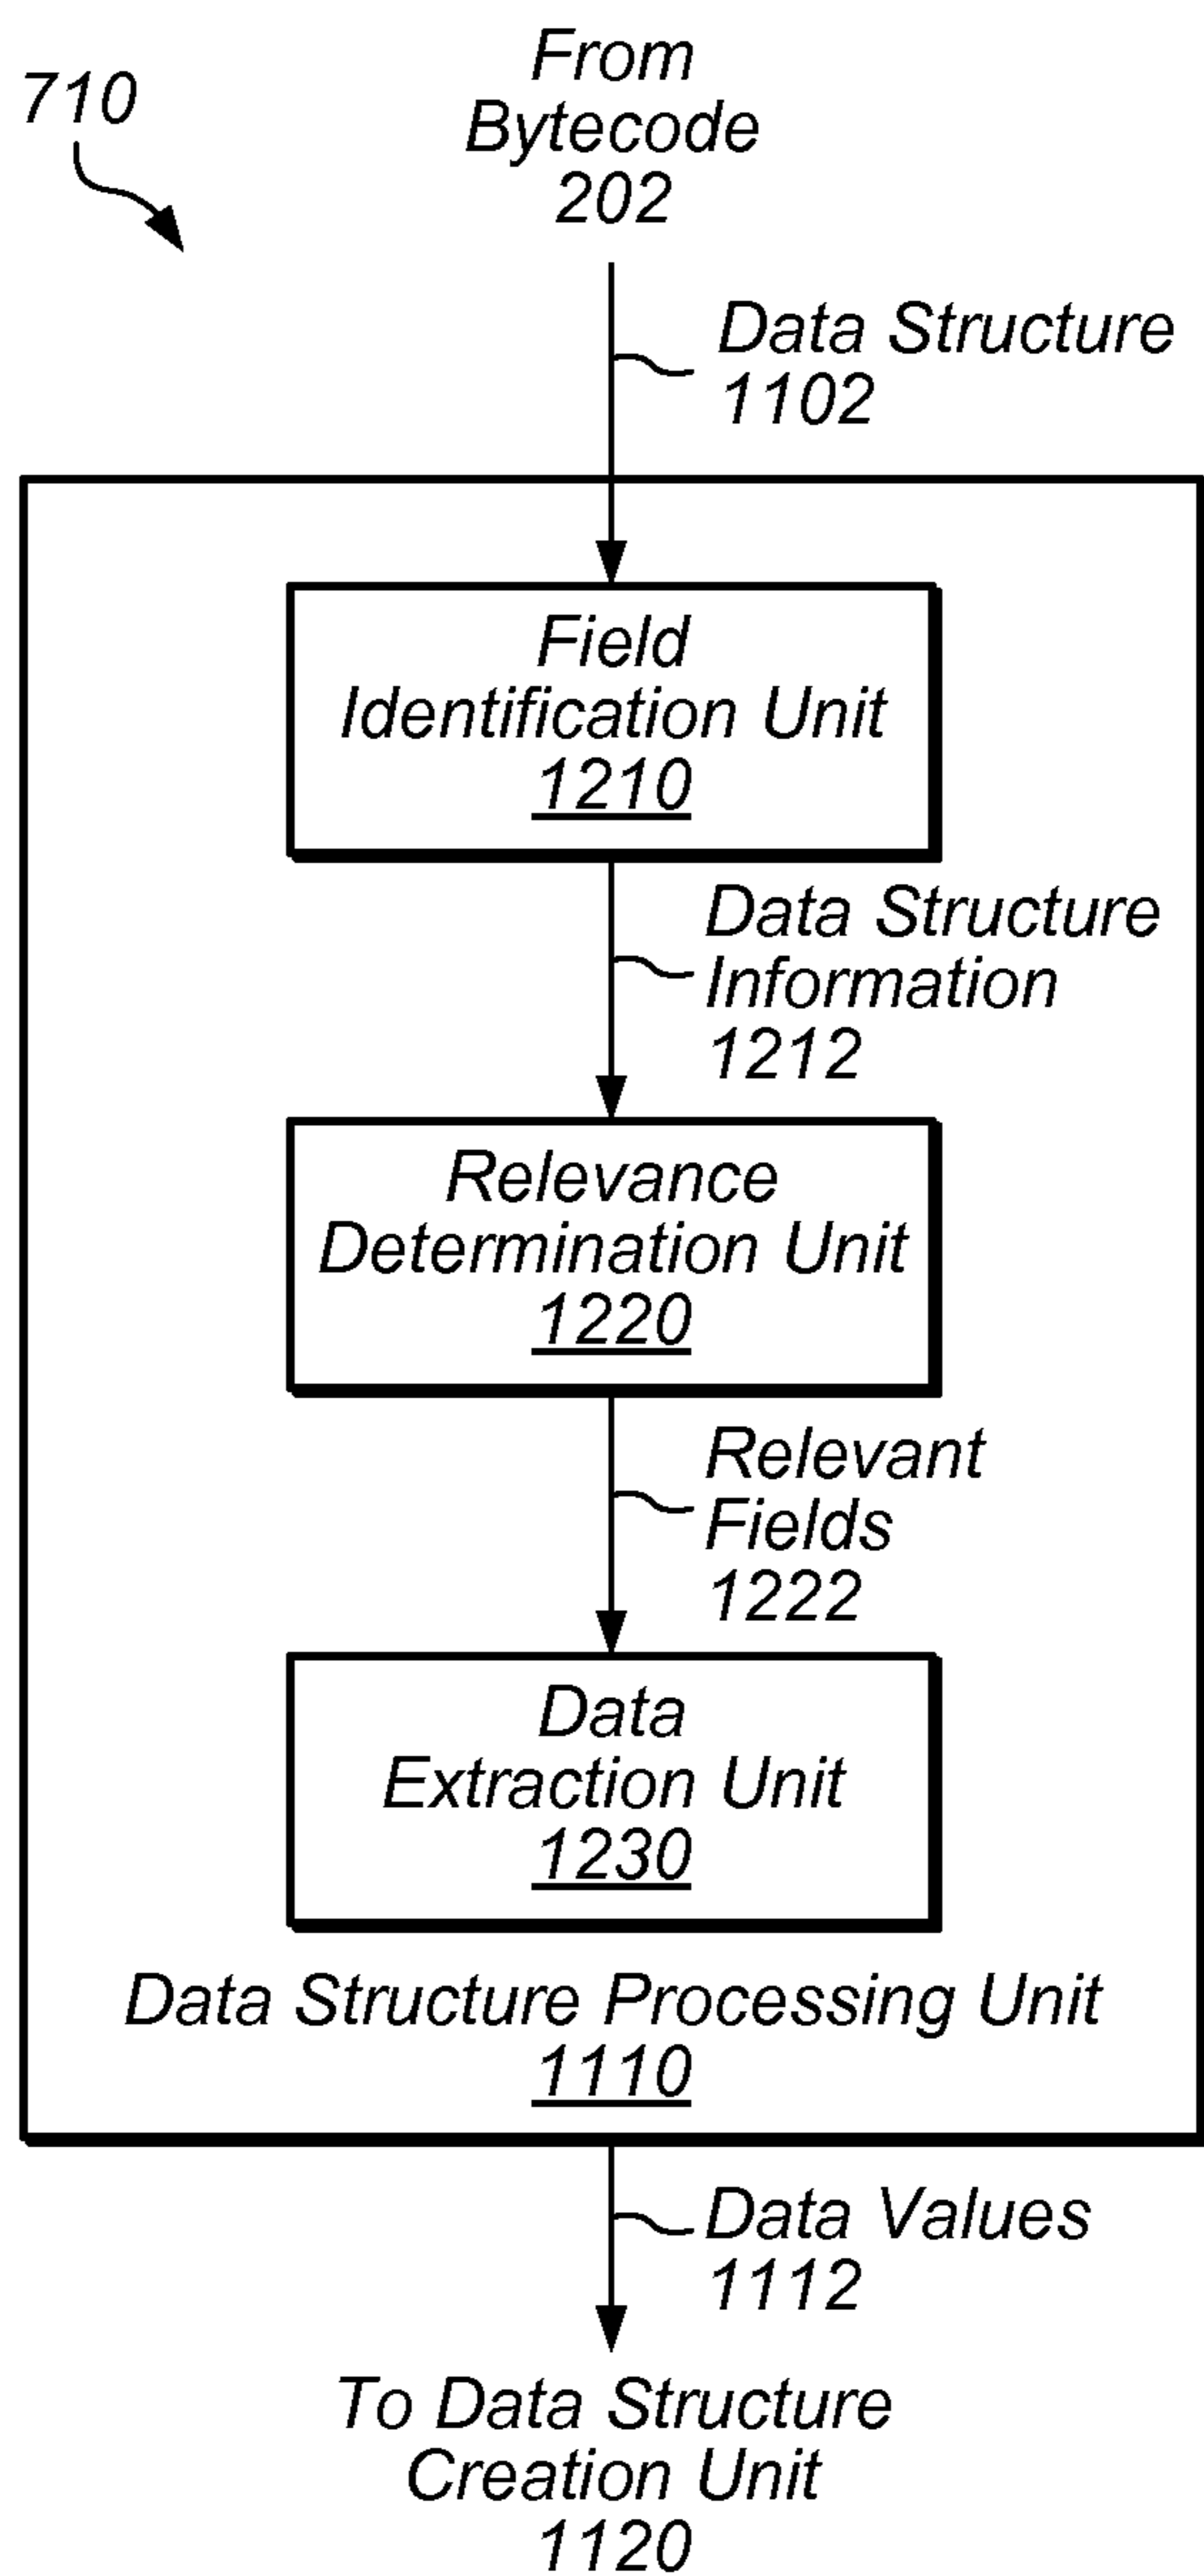 710
From
Bytecode
202
Data Structure
1102
Field
Identification Unit
1210
Data Structure
Information
1212
Relevance
Determination Unit
1220
Relevant
Fields
1222
Data
Extraction Unit
1230
Data Structure Processing Unit
1110
Data Values
1112
To Data Structure
Creation Unit
1120